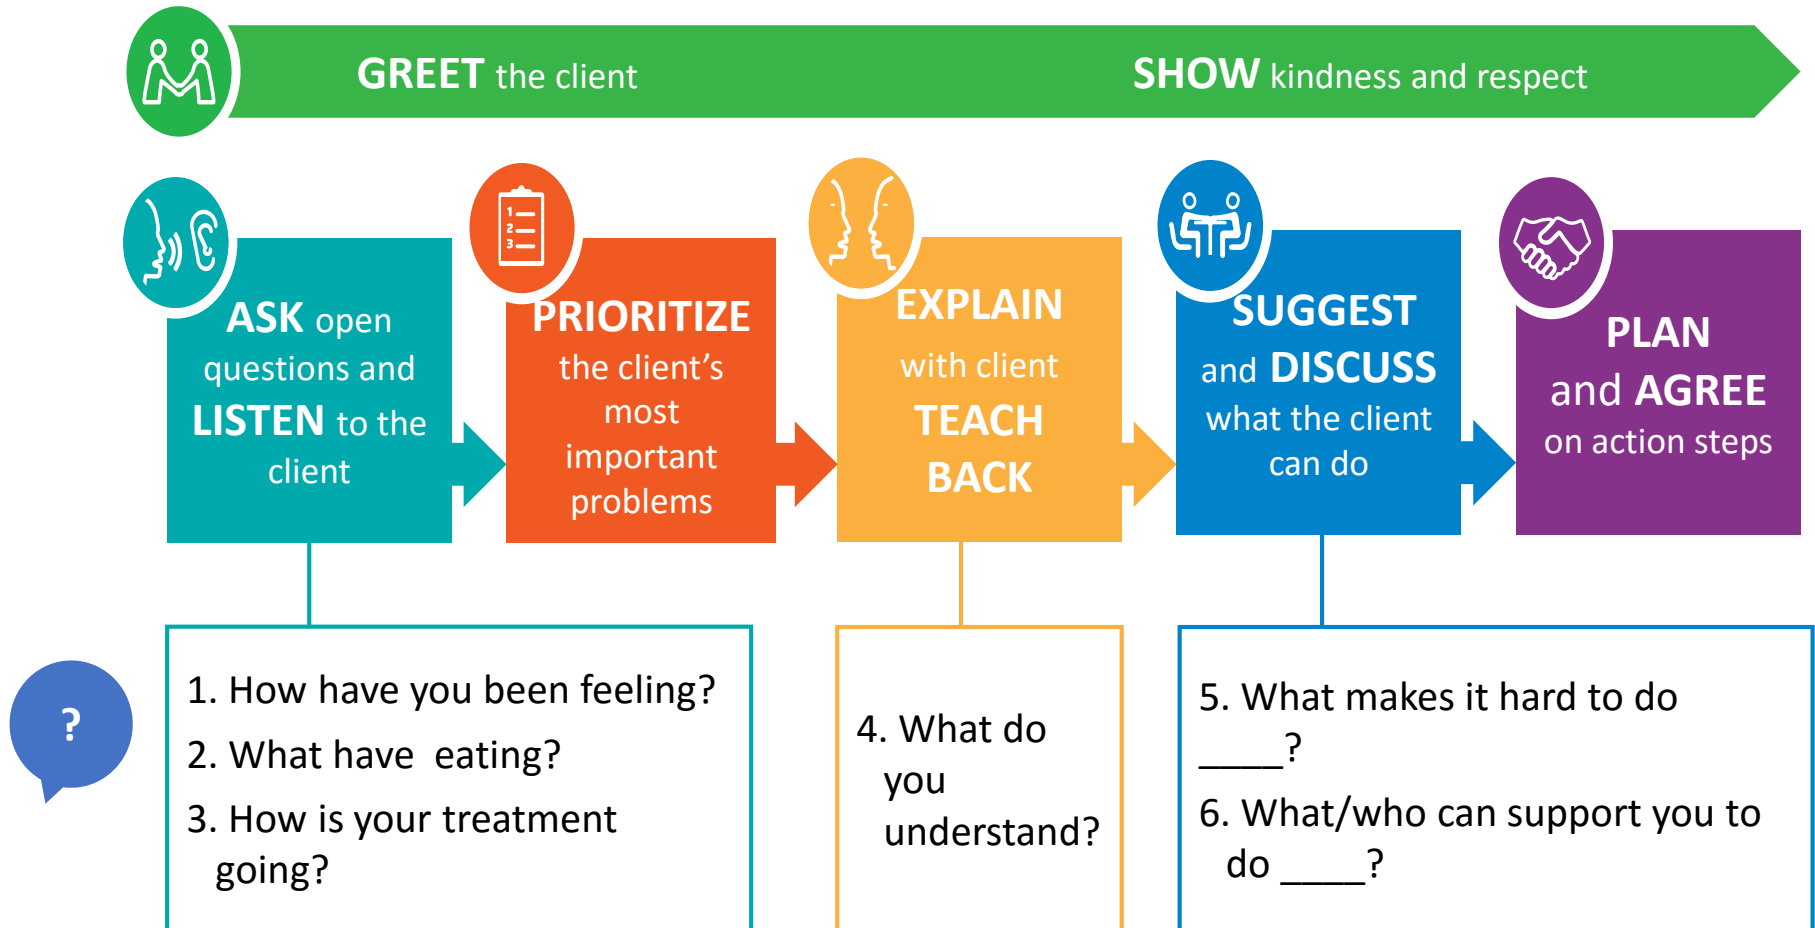 GREET the client
SHOW kindness and respect
ASK open
questions and
LISTEN to the
client
PRIORITIZE
the client's
most
important
problems
EXPLAIN
with client
TEACH
BACK
SUGGEST
and DISCUSS
what the client
can do
PLAN
and AGREE
on action steps
1
2
3
?
1. How have you been feeling?
2. What have  eating?
3. How is your treatment
going?
4. What do
you
understand?
5. What makes it hard to do
____?
6. What/who can support you to
do ____?